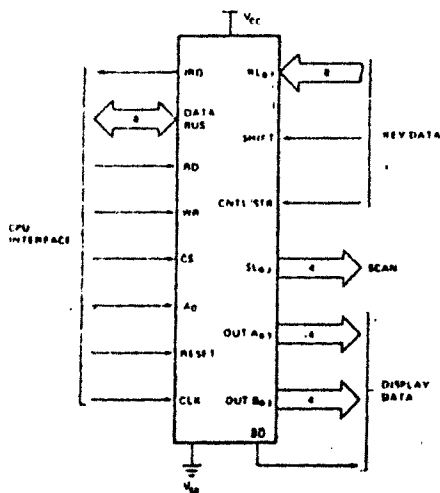 VCC
IRQ
RL0-7
8
DATA
BUS
8
SHIFT
KEY DATA
RD
CNTL/STB
WR
CPU
INTERFACE
CS
SL0-3
4
SCAN
A0
OUT A0-3
4
RESET
DISPLAY
DATA
CLK
OUT B0-3
4
BD
VSS